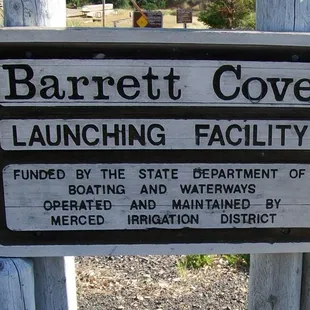 Barrett Cove
LAUNCHING FACILITY
FUNDED BY THE STATE DEPARTMENT OF
BOATING AND WATERWAYS
OPERATED AND MAINTAINED BY
MERCED IRRIGATION DISTRICT